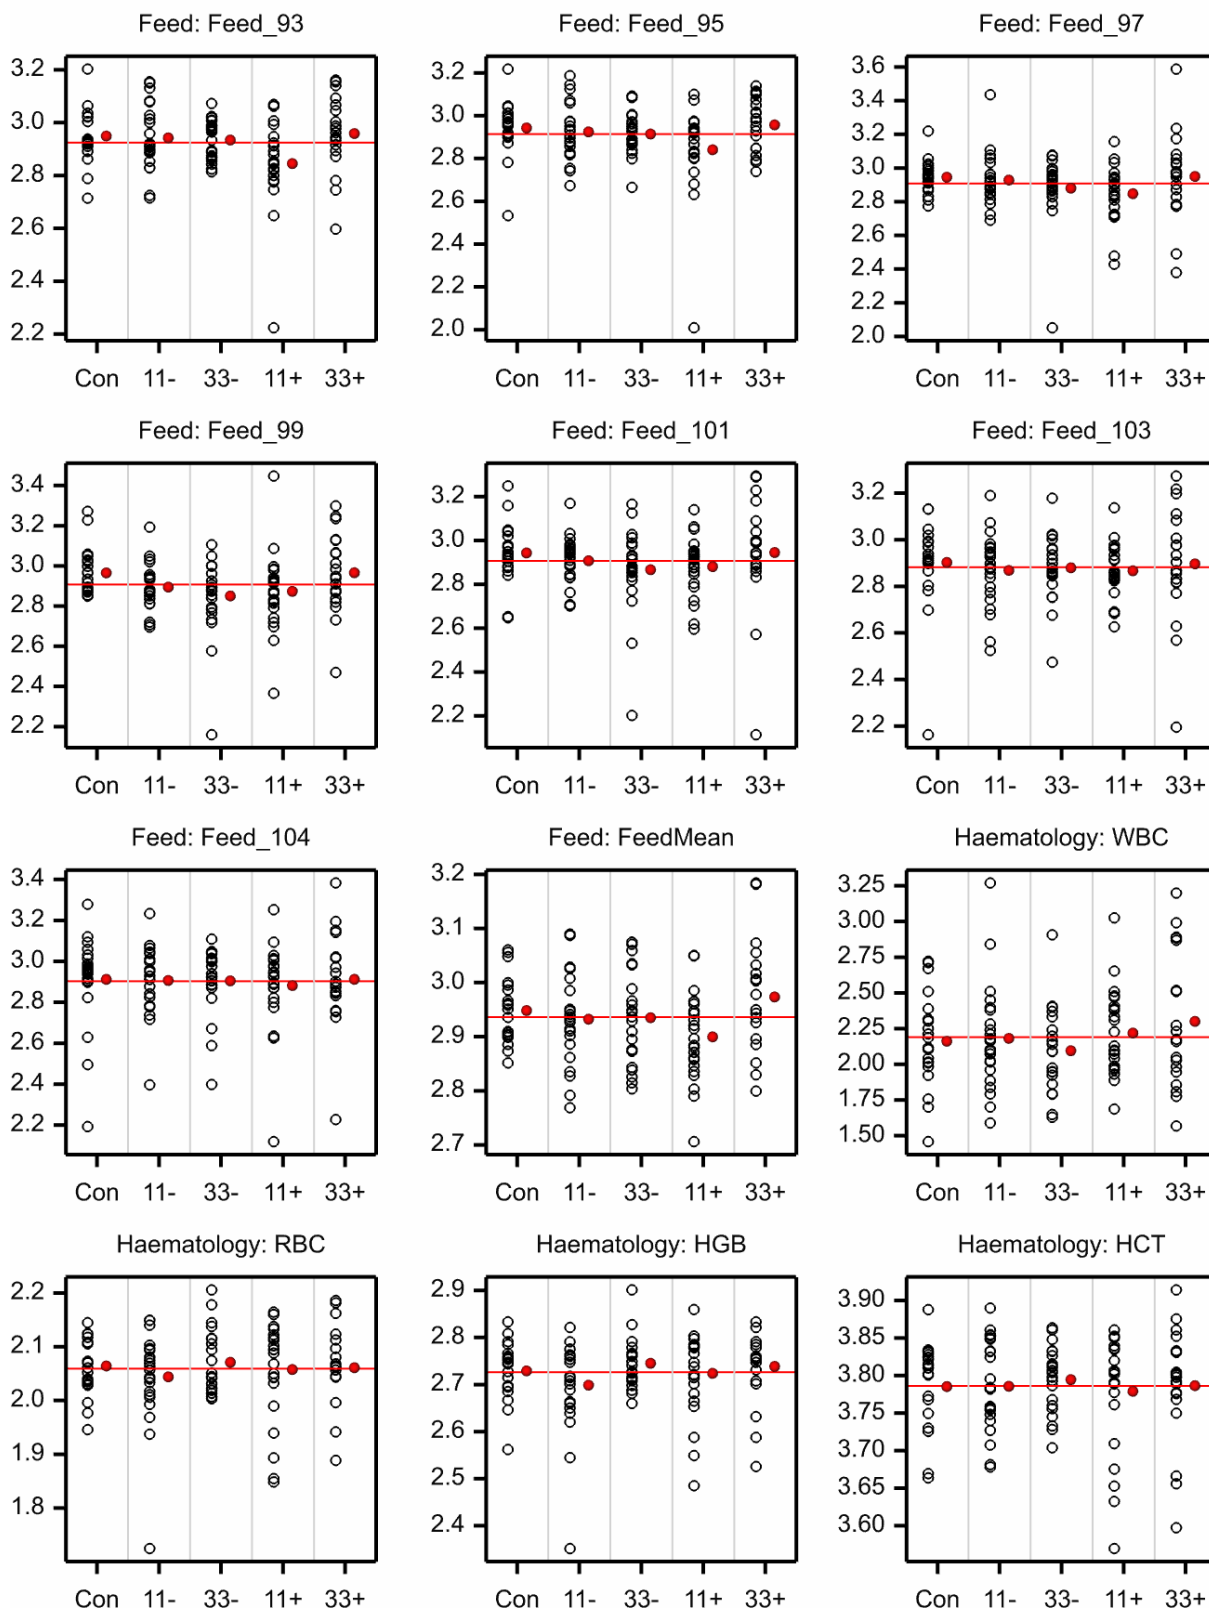 Feed: Feed_93 Feed: Feed_95 Feed: Feed_97
3.2 3.0 2.8 2.6 2.4 2.2
3.2 3.0 2.8 2.6 2.4 2.2 2.0
3.6 3.4 3.2 3.0 2.8 2.6 2.4 2.2 2.0
Con 11- 33- 11+ 33+ Con 11- 33- 11+ 33+ Con 11- 33- 11+ 33+
Feed: Feed_99 Feed: Feed_101 Feed: Feed_103
3.4 3.2 3.0 2.8 2.6 2.4 2.2
3.2 3.0 2.8 2.6 2.4 2.2
3.2 3.0 2.8 2.6 2.4 2.2
Con 11- 33- 11+ 33+ Con 11- 33- 11+ 33+ Con 11- 33- 11+ 33+
Feed: Feed_104 Feed: FeedMean Haematology: WBC
3.4 3.2 3.0 2.8 2.6 2.4 2.2
3.2 3.1 3.0 2.9 2.8 2.7
3.25 3.00 2.75 2.50 2.25 2.00 1.75 1.50
Con 11- 33- 11+ 33+ Con 11- 33- 11+ 33+ Con 11- 33- 11+ 33+
Haematology: RBC Haematology: HGB Haematology: HCT
2.2 2.1 2.0 1.9 1.8
2.9 2.8 2.7 2.6 2.5 2.4
3.90 3.85 3.80 3.75 3.70 3.65 3.60
Con 11- 33- 11+ 33+ Con 11- 33- 11+ 33+ Con 11- 33- 11+ 33+